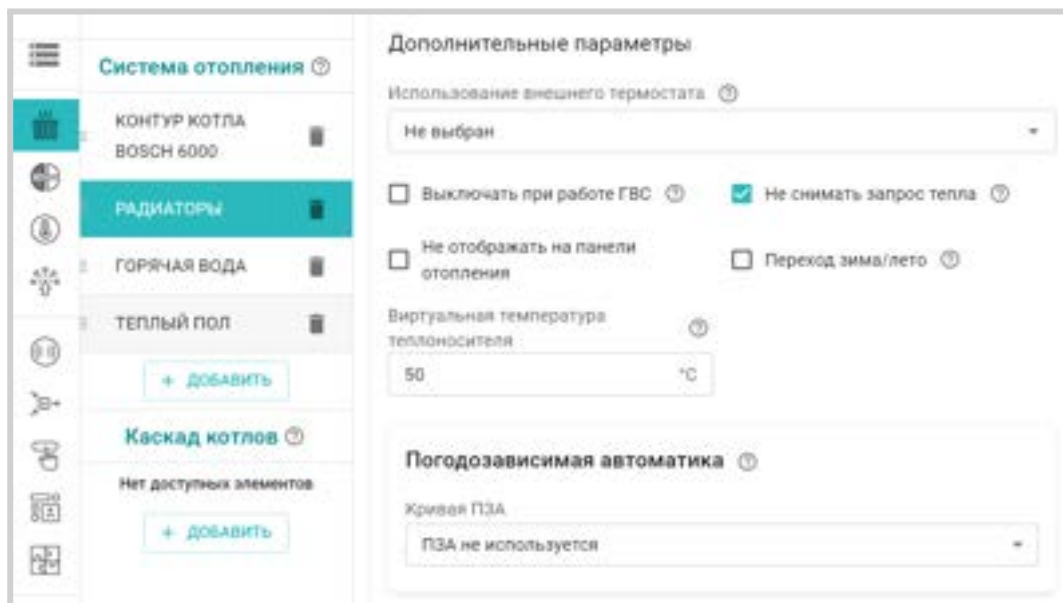 Система отопления
КОНТУР КОТЛА
BOSCH 6000
РАДИАТОРЫ
ГОРЯЧАЯ ВОДА
ТЕПЛЫЙ ПОЛ
+ ДОБАВИТЬ
Каскад котлов
Нет доступных элементов
+ ДОБАВИТЬ
Дополнительные параметры
Использование внешнего термостата
Не выбран
Выключать при работе ГВС
Не снимать запрос тепла
Не отображать на панели
отопления
Переход зима/лето
Виртуальная температура
теплоносителя
50 °C
Погодозависимая автоматика
Кривая ПЗА
ПЗА не используется